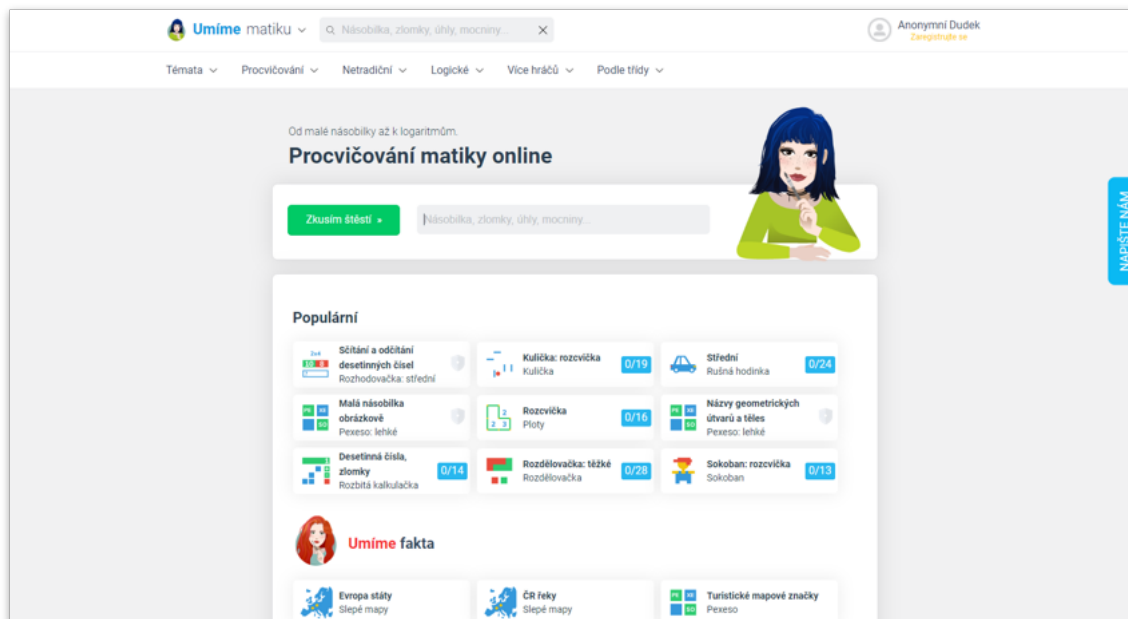 Umíme matiku
Násobilka, zlomky, úhly, mocniny...
Anonymní Dudek
Zaregistrujte se
Témata
Procvičování
Netradiční
Logické
Více hráčů
Podle třídy
Od malé násobilky až k logaritmům.
Procvičování matiky online
Zkusím štěstí »
Násobilka, zlomky, úhly, mocniny...
NAPIŠTE NÁM
Populární
Sčítání a odčítání
desetinných čísel
Rozhodovačka: střední
Kulička: rozcvička
Kulička
0/19
Střední
Rušná hodinka
0/24
Malá násobilka
obrázkově
Pexeso: lehké
Rozcvička
Ploty
0/16
Názvy geometrických
útvarů a těles
Pexeso: lehké
Desetinná čísla,
zlomky
Rozbitá kalkulačka
0/14
Rozdělovačka: těžké
Rozdělovačka
0/28
Sokoban: rozcvička
Sokoban
0/13
Umíme fakta
Evropa státy
Slepé mapy
ČR řeky
Slepé mapy
Turistické mapové značky
Pexeso